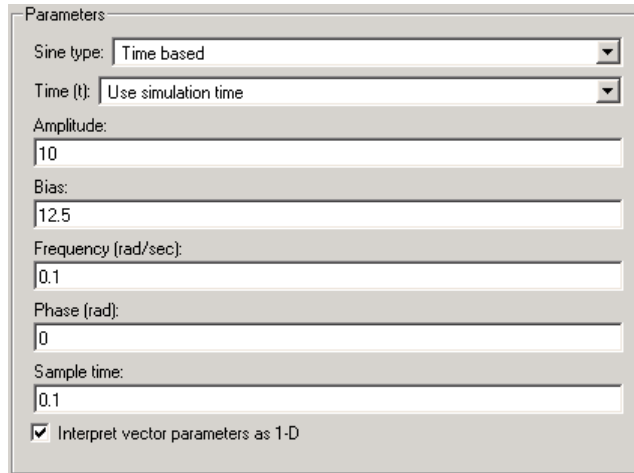 Parameters
Sine type: Time based
Time (t): Use simulation time
Amplitude:
10
Bias:
12.5
Frequency (rad/sec):
0.1
Phase (rad):
0
Sample time:
0.1
Interpret vector parameters as 1-D